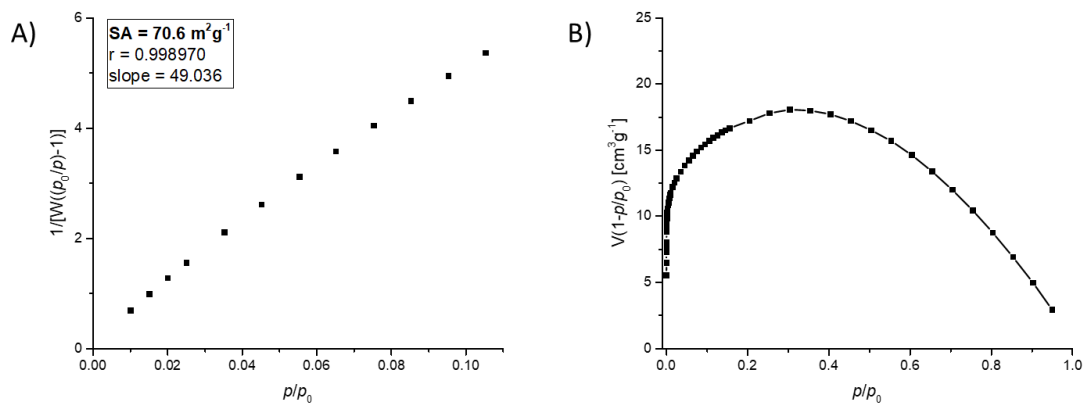 A)
SA = 70.6 m²g⁻¹
r = 0.998970
slope = 49.036
6
4
2
0
1/[W((p₀/p)-1)]
0.00 0.02 0.04 0.06 0.08 0.10
p/p₀
B)
25
20
15
10
5
0
V(1-p/p₀) [cm³g⁻¹]
0.0 0.2 0.4 0.6 0.8 1.0
p/p₀